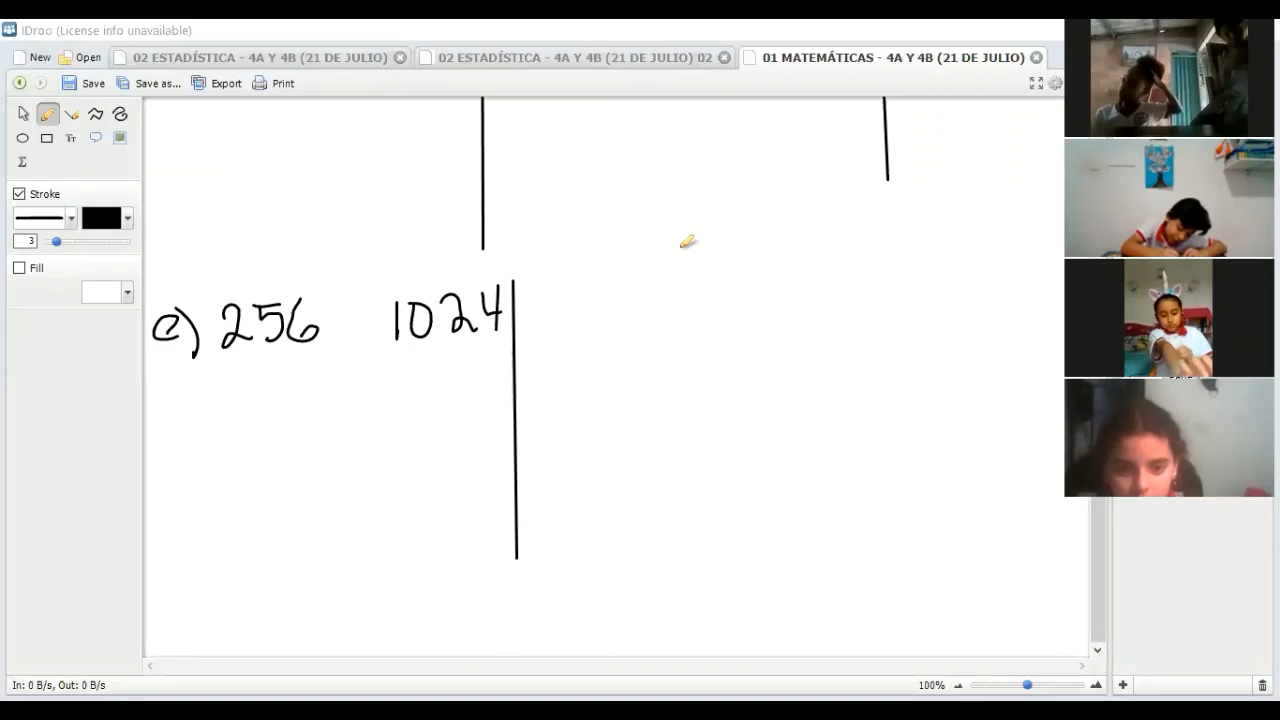 IDroo (License info unavailable)
New Open 02 ESTADÍSTICA - 4A Y 4B (21 DE JULIO) 02 ESTADÍSTICA - 4A Y 4B (21 DE JULIO) 02 01 MATEMÁTICAS - 4A Y 4B (21 DE JULIO)
Save Save as... Export Print
Tт
Σ
Stroke
3
Fill
e) 256 1024
In: 0 B/s, Out: 0 B/s 100%